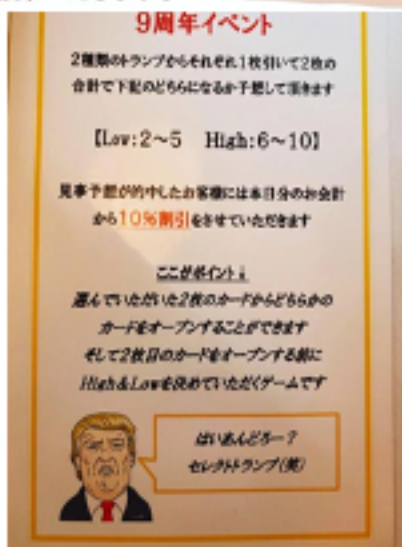 9周年イベント
2種類のトランプからそれぞれ1枚引いて2枚の
合計で下記のどちらになるか予想して頂きます
【Low:2～5 High:6～10】
見事予想が的中したお客様には本日分のお会計
から10%割引をさせていただきます
ここがポイント↓
選んでいただいた2枚のカードからどちらかの
カードをオープンすることができます
そして2枚目のカードをオープンする前に
High&Lowを決めていただくゲームです
はいあんどろー？
セレクトトランプ(笑)